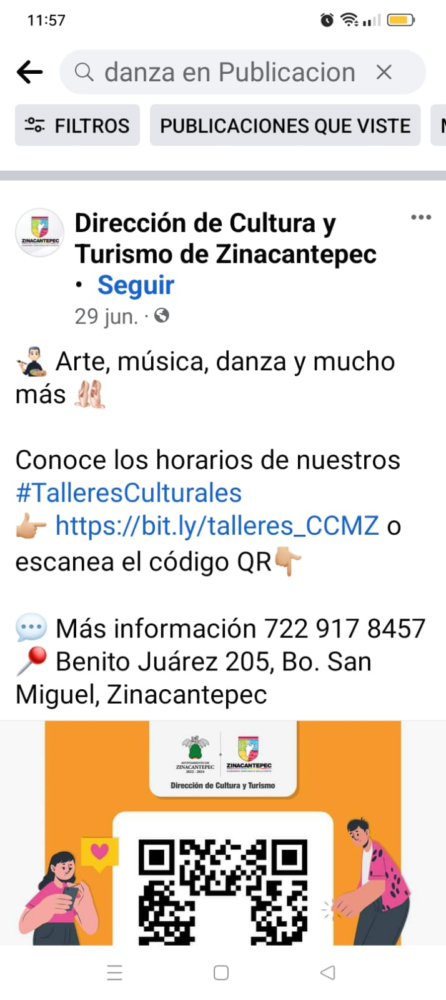 11:57
danza en Publicacion
FILTROS
PUBLICACIONES QUE VISTE
ZINACANTEPEC
Dirección de Cultura y
Turismo de Zinacantepec
• Seguir
29 jun. ·
Arte, música, danza y mucho
más
Conoce los horarios de nuestros
#TalleresCulturales
https://bit.ly/talleres_CCMZ o
escanea el código QR
Más información 722 917 8457
Benito Juárez 205, Bo. San
Miguel, Zinacantepec
AYUNTAMIENTO DE
ZINACANTEPEC
2022 - 2024
ZINACANTEPEC
Dirección de Cultura y Turismo